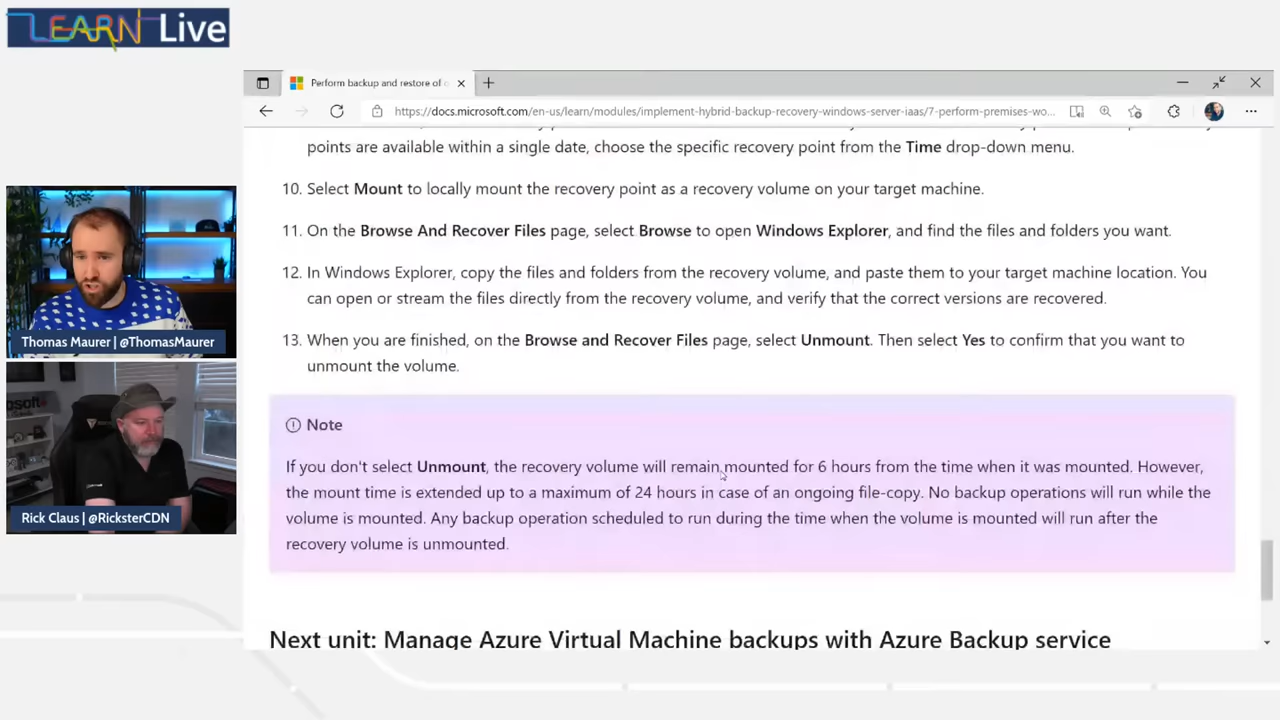 LEARN Live
Perform backup and restore of
https://docs.microsoft.com/en-us/learn/modules/implement-hybrid-backup-recovery-windows-server-iaas/7-perform-premises-wo...
points are available within a single date, choose the specific recovery point from the Time drop-down menu.
10. Select Mount to locally mount the recovery point as a recovery volume on your target machine.
11. On the Browse And Recover Files page, select Browse to open Windows Explorer, and find the files and folders you want.
12. In Windows Explorer, copy the files and folders from the recovery volume, and paste them to your target machine location. You
can open or stream the files directly from the recovery volume, and verify that the correct versions are recovered.
13. When you are finished, on the Browse and Recover Files page, select Unmount. Then select Yes to confirm that you want to
unmount the volume.
Note
If you don't select Unmount, the recovery volume will remain mounted for 6 hours from the time when it was mounted. However,
the mount time is extended up to a maximum of 24 hours in case of an ongoing file-copy. No backup operations will run while the
volume is mounted. Any backup operation scheduled to run during the time when the volume is mounted will run after the
recovery volume is unmounted.
Next unit: Manage Azure Virtual Machine backups with Azure Backup service
Thomas Maurer | @ThomasMaurer
Rick Claus | @RicksterCDN